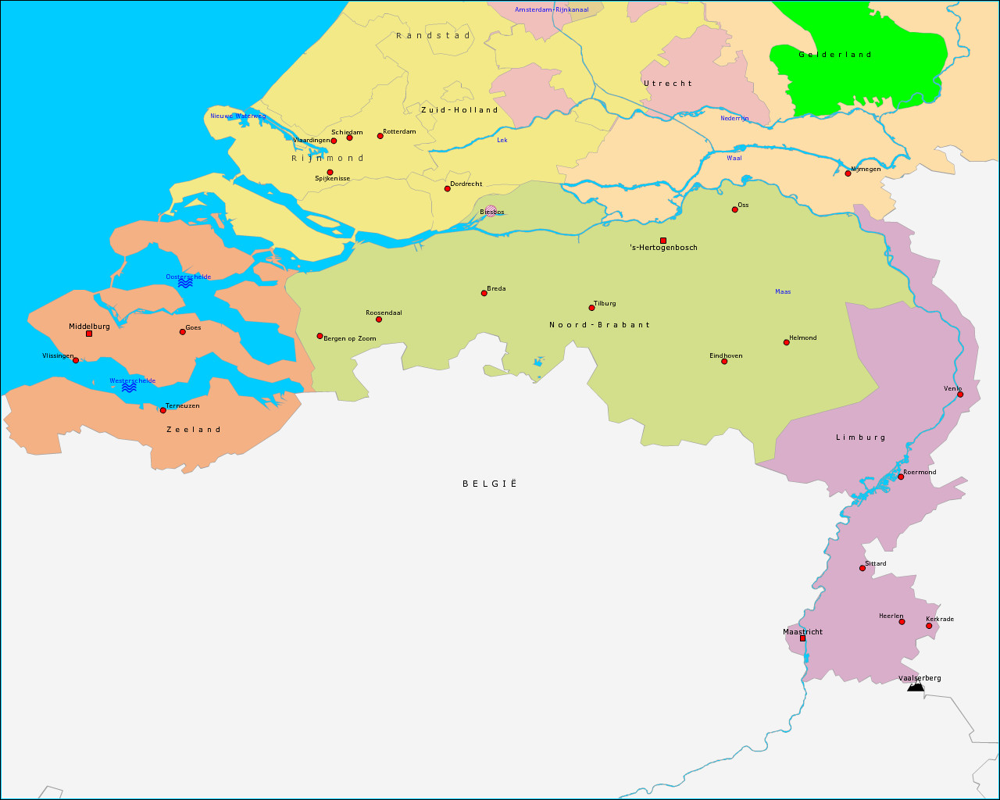 Amsterdam-Rijnkanaal
Randstad
Gelderland
Utrecht
Zuid-Holland
Nieuwe Waterweg
Nederrijn
Schiedam
Rotterdam
Vlaardingen
Lek
Rijnmond
Waal
Nijmegen
Spijkenisse
Dordrecht
Oss
Biesbos
's-Hertogenbosch
Oosterschelde
Breda
Maas
Tilburg
Roosendaal
Middelburg
Goes
Noord-Brabant
Bergen op Zoom
Helmond
Vlissingen
Eindhoven
Westerschelde
Venlo
Terneuzen
Zeeland
Limburg
Roermond
BELGIË
Sittard
Heerlen
Kerkrade
Maastricht
Vaalserberg